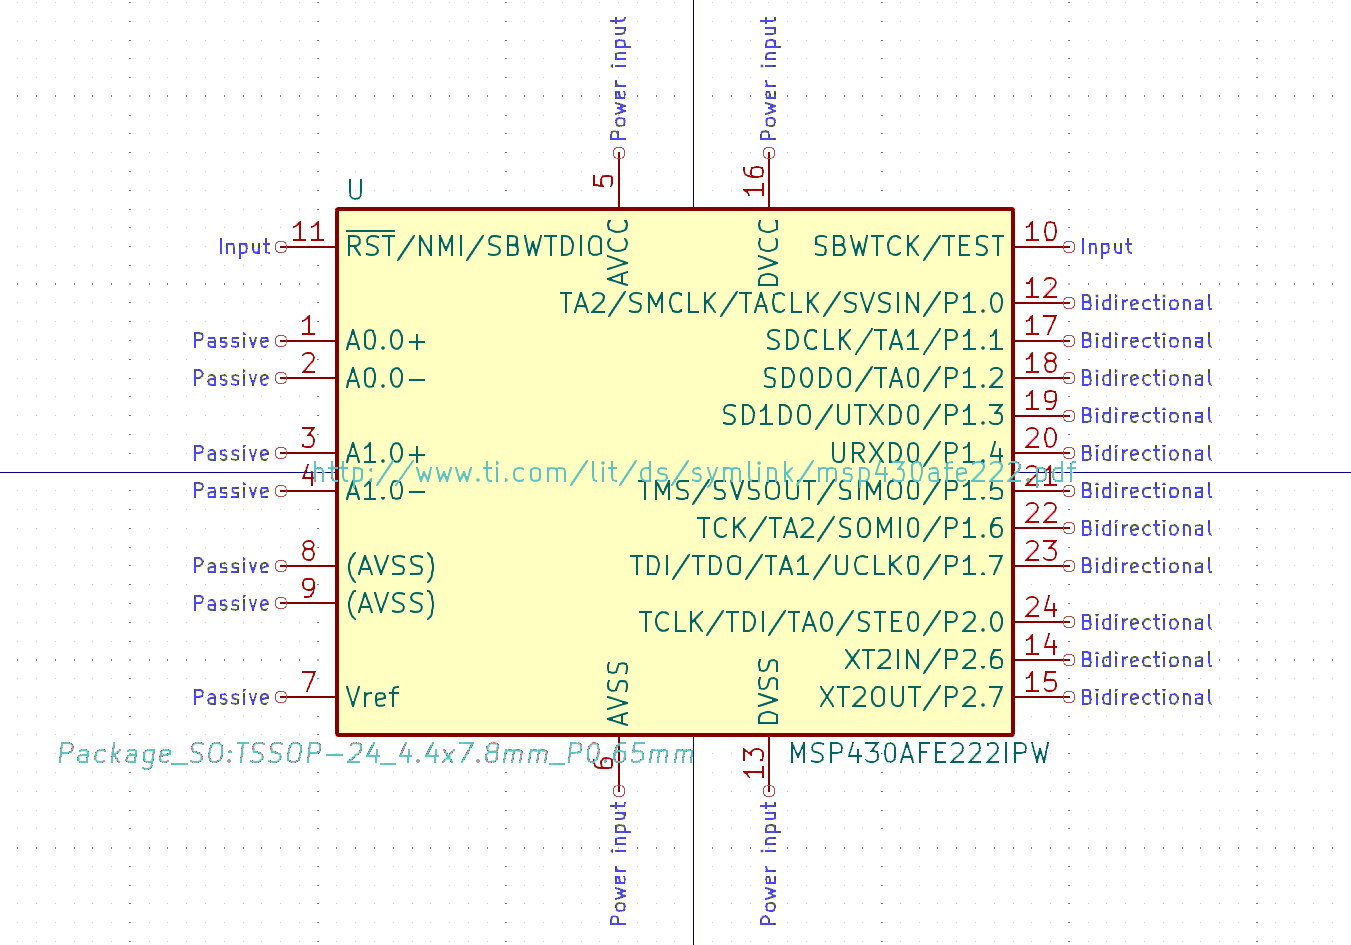 Power input
Power input
5
16
U
Input
11
RST/NMI/SBWTDIO
AVCC
DVCC
SBWTCK/TEST
10
Input
TA2/SMCLK/TACLK/SVSIN/P1.0
12
Bidirectional
Passive
1
A0.0+
SDCLK/TA1/P1.1
17
Bidirectional
Passive
2
A0.0-
SD0DO/TA0/P1.2
18
Bidirectional
SD1DO/UTXD0/P1.3
19
Bidirectional
Passive
3
A1.0+
URXD0/P1.4
20
Bidirectional
http://www.ti.com/lit/ds/symlink/msp430afe222.pdf
Passive
4
A1.0-
TMS/SVSOUT/SIMO0/P1.5
21
Bidirectional
TCK/TA2/SOMI0/P1.6
22
Bidirectional
Passive
8
(AVSS)
TDI/TDO/TA1/UCLK0/P1.7
23
Bidirectional
Passive
9
(AVSS)
TCLK/TDI/TA0/STE0/P2.0
24
Bidirectional
XT2IN/P2.6
14
Bidirectional
Passive
7
Vref
AVSS
DVSS
XT2OUT/P2.7
15
Bidirectional
Package_SO:TSSOP-24_4.4x7.8mm_P0.65mm
6
13
MSP430AFE222IPW
Power input
Power input